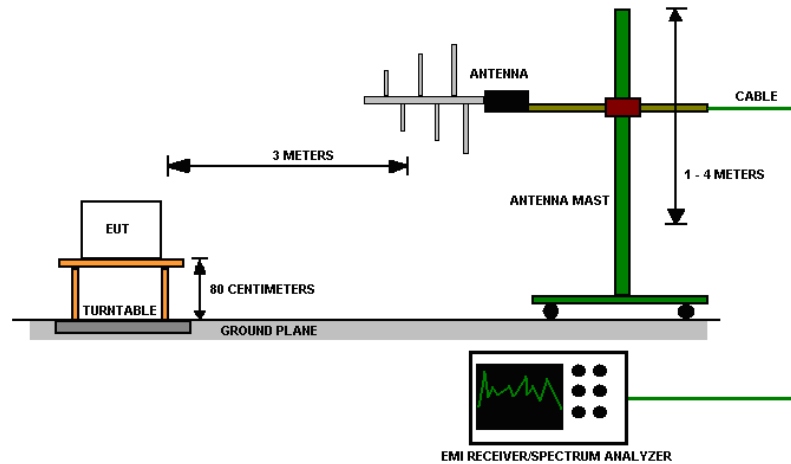 ANTENNA
CABLE
3 METERS
1 - 4 METERS
ANTENNA MAST
EUT
80 CENTIMETERS
TURNTABLE
GROUND PLANE
EMI RECEIVER/SPECTRUM ANALYZER